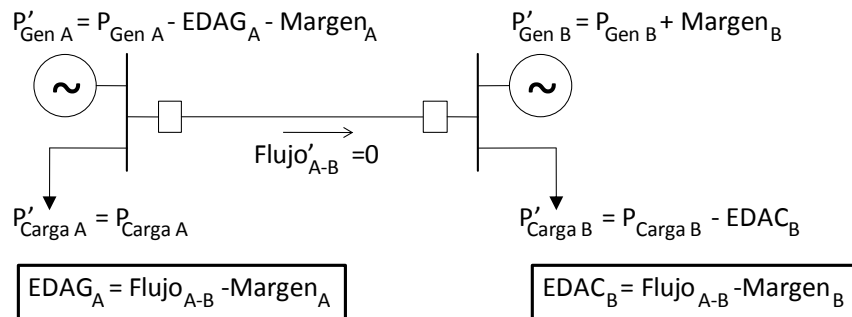 P'Gen A = PGen A - EDAGA - MargenA
P'Gen B = PGen B + MargenB
~
~
Flujo'A-B =0
P'Carga A = PCarga A
P'Carga B = PCarga B - EDACB
EDAGA = FlujoA-B -MargenA
EDACB= FlujoA-B -MargenB